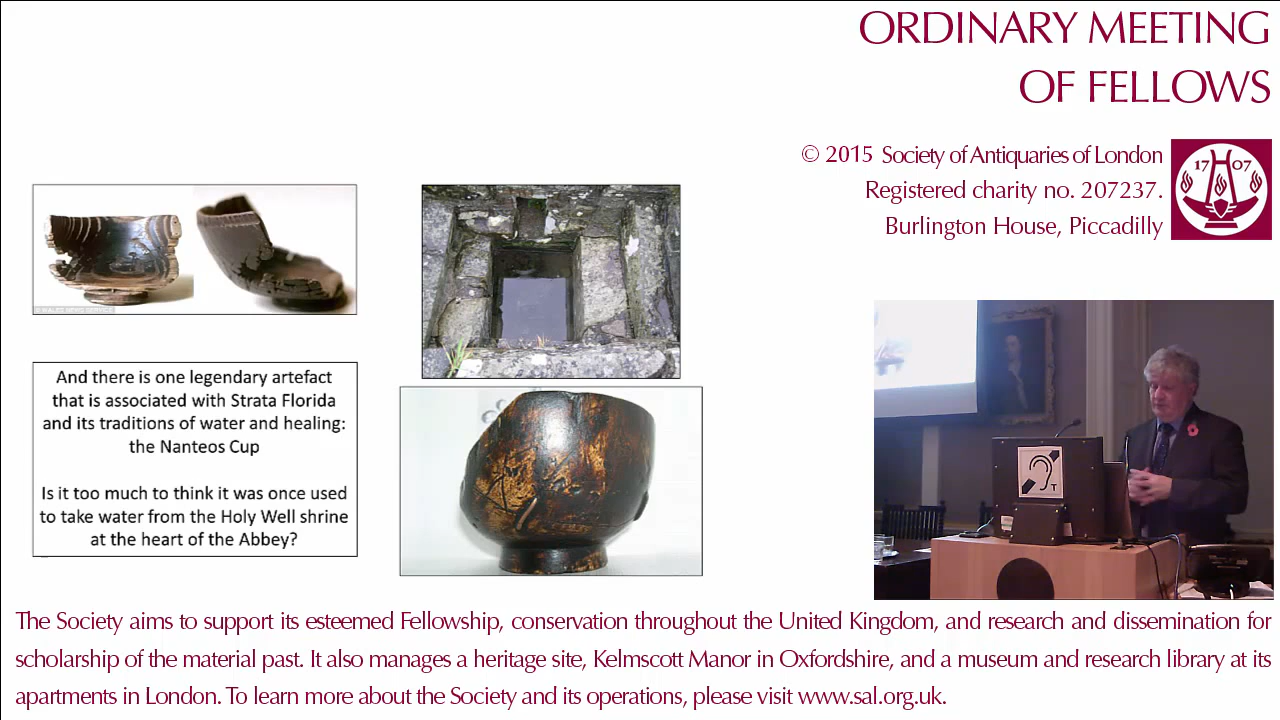 ORDINARY MEETING
OF FELLOWS
© 2015 Society of Antiquaries of London
Registered charity no. 207237.
Burlington House, Piccadilly
17 07
And there is one legendary artefact
that is associated with Strata Florida
and its traditions of water and healing:
the Nanteos Cup
Is it too much to think it was once used
to take water from the Holy Well shrine
at the heart of the Abbey?
T
The Society aims to support its esteemed Fellowship, conservation throughout the United Kingdom, and research and dissemination for
scholarship of the material past. It also manages a heritage site, Kelmscott Manor in Oxfordshire, and a museum and research library at its
apartments in London. To learn more about the Society and its operations, please visit www.sal.org.uk.